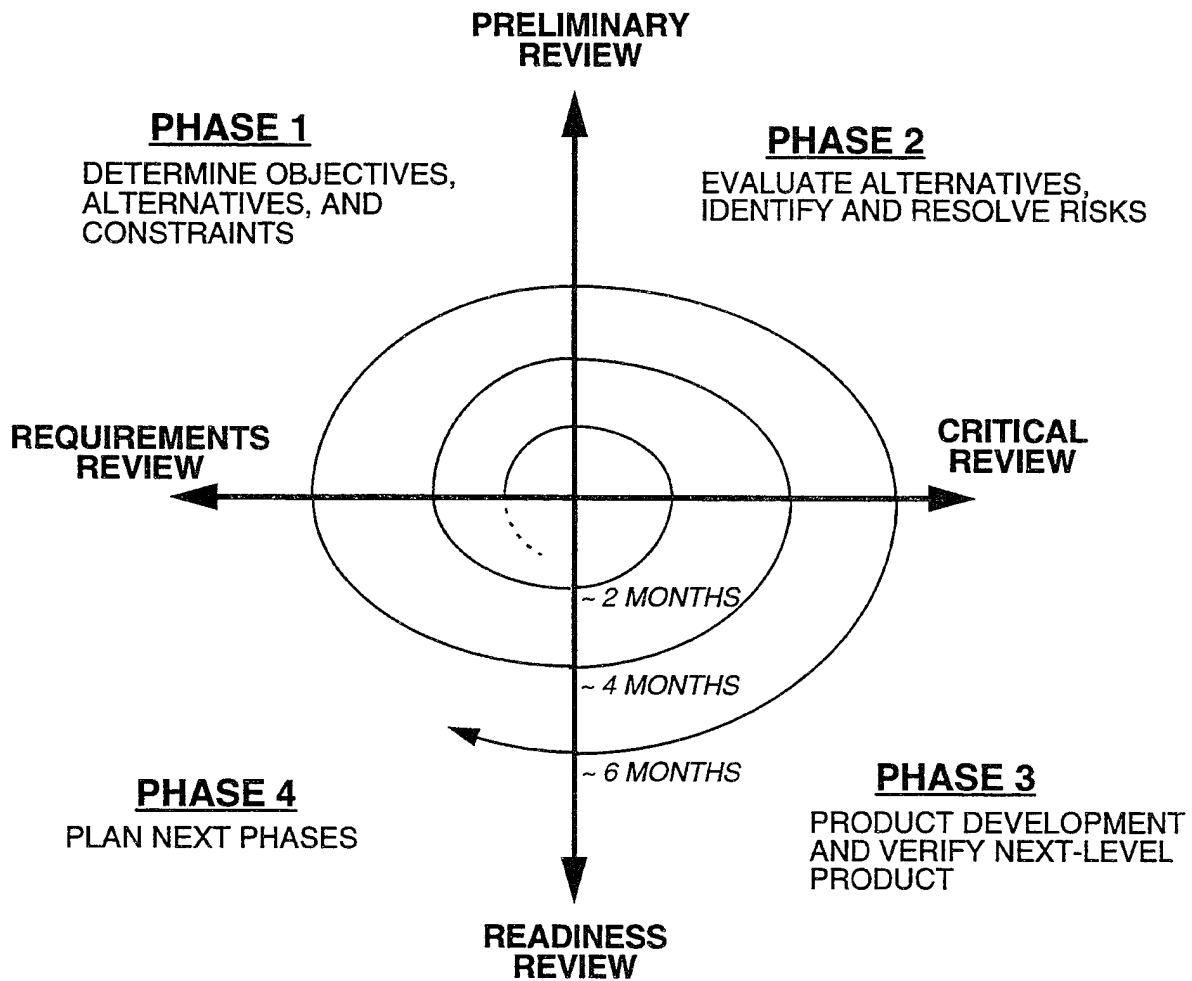 PRELIMINARY
REVIEW
PHASE 1
DETERMINE OBJECTIVES,
ALTERNATIVES, AND
CONSTRAINTS
PHASE 2
EVALUATE ALTERNATIVES,
IDENTIFY AND RESOLVE RISKS
REQUIREMENTS
REVIEW
CRITICAL
REVIEW
~ 2 MONTHS
~ 4 MONTHS
~ 6 MONTHS
PHASE 4
PLAN NEXT PHASES
PHASE 3
PRODUCT DEVELOPMENT
AND VERIFY NEXT-LEVEL
PRODUCT
READINESS
REVIEW